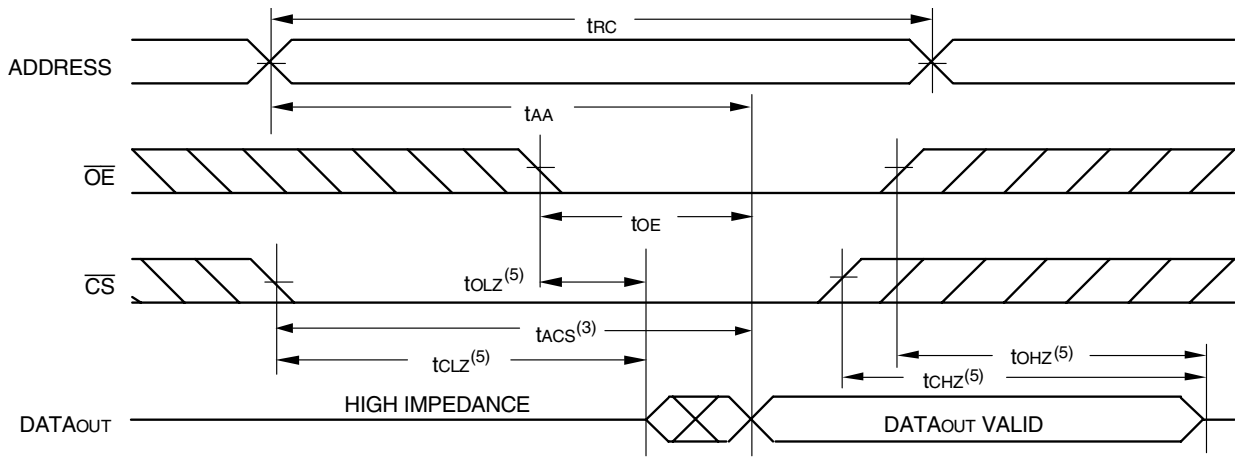 tRC
ADDRESS
tAA
OE
tOE
CS
tOLZ(5)
tACS(3)
tCLZ(5)
tOHZ(5)
tCHZ(5)
HIGH IMPEDANCE
DATAOUT
DATAOUT VALID